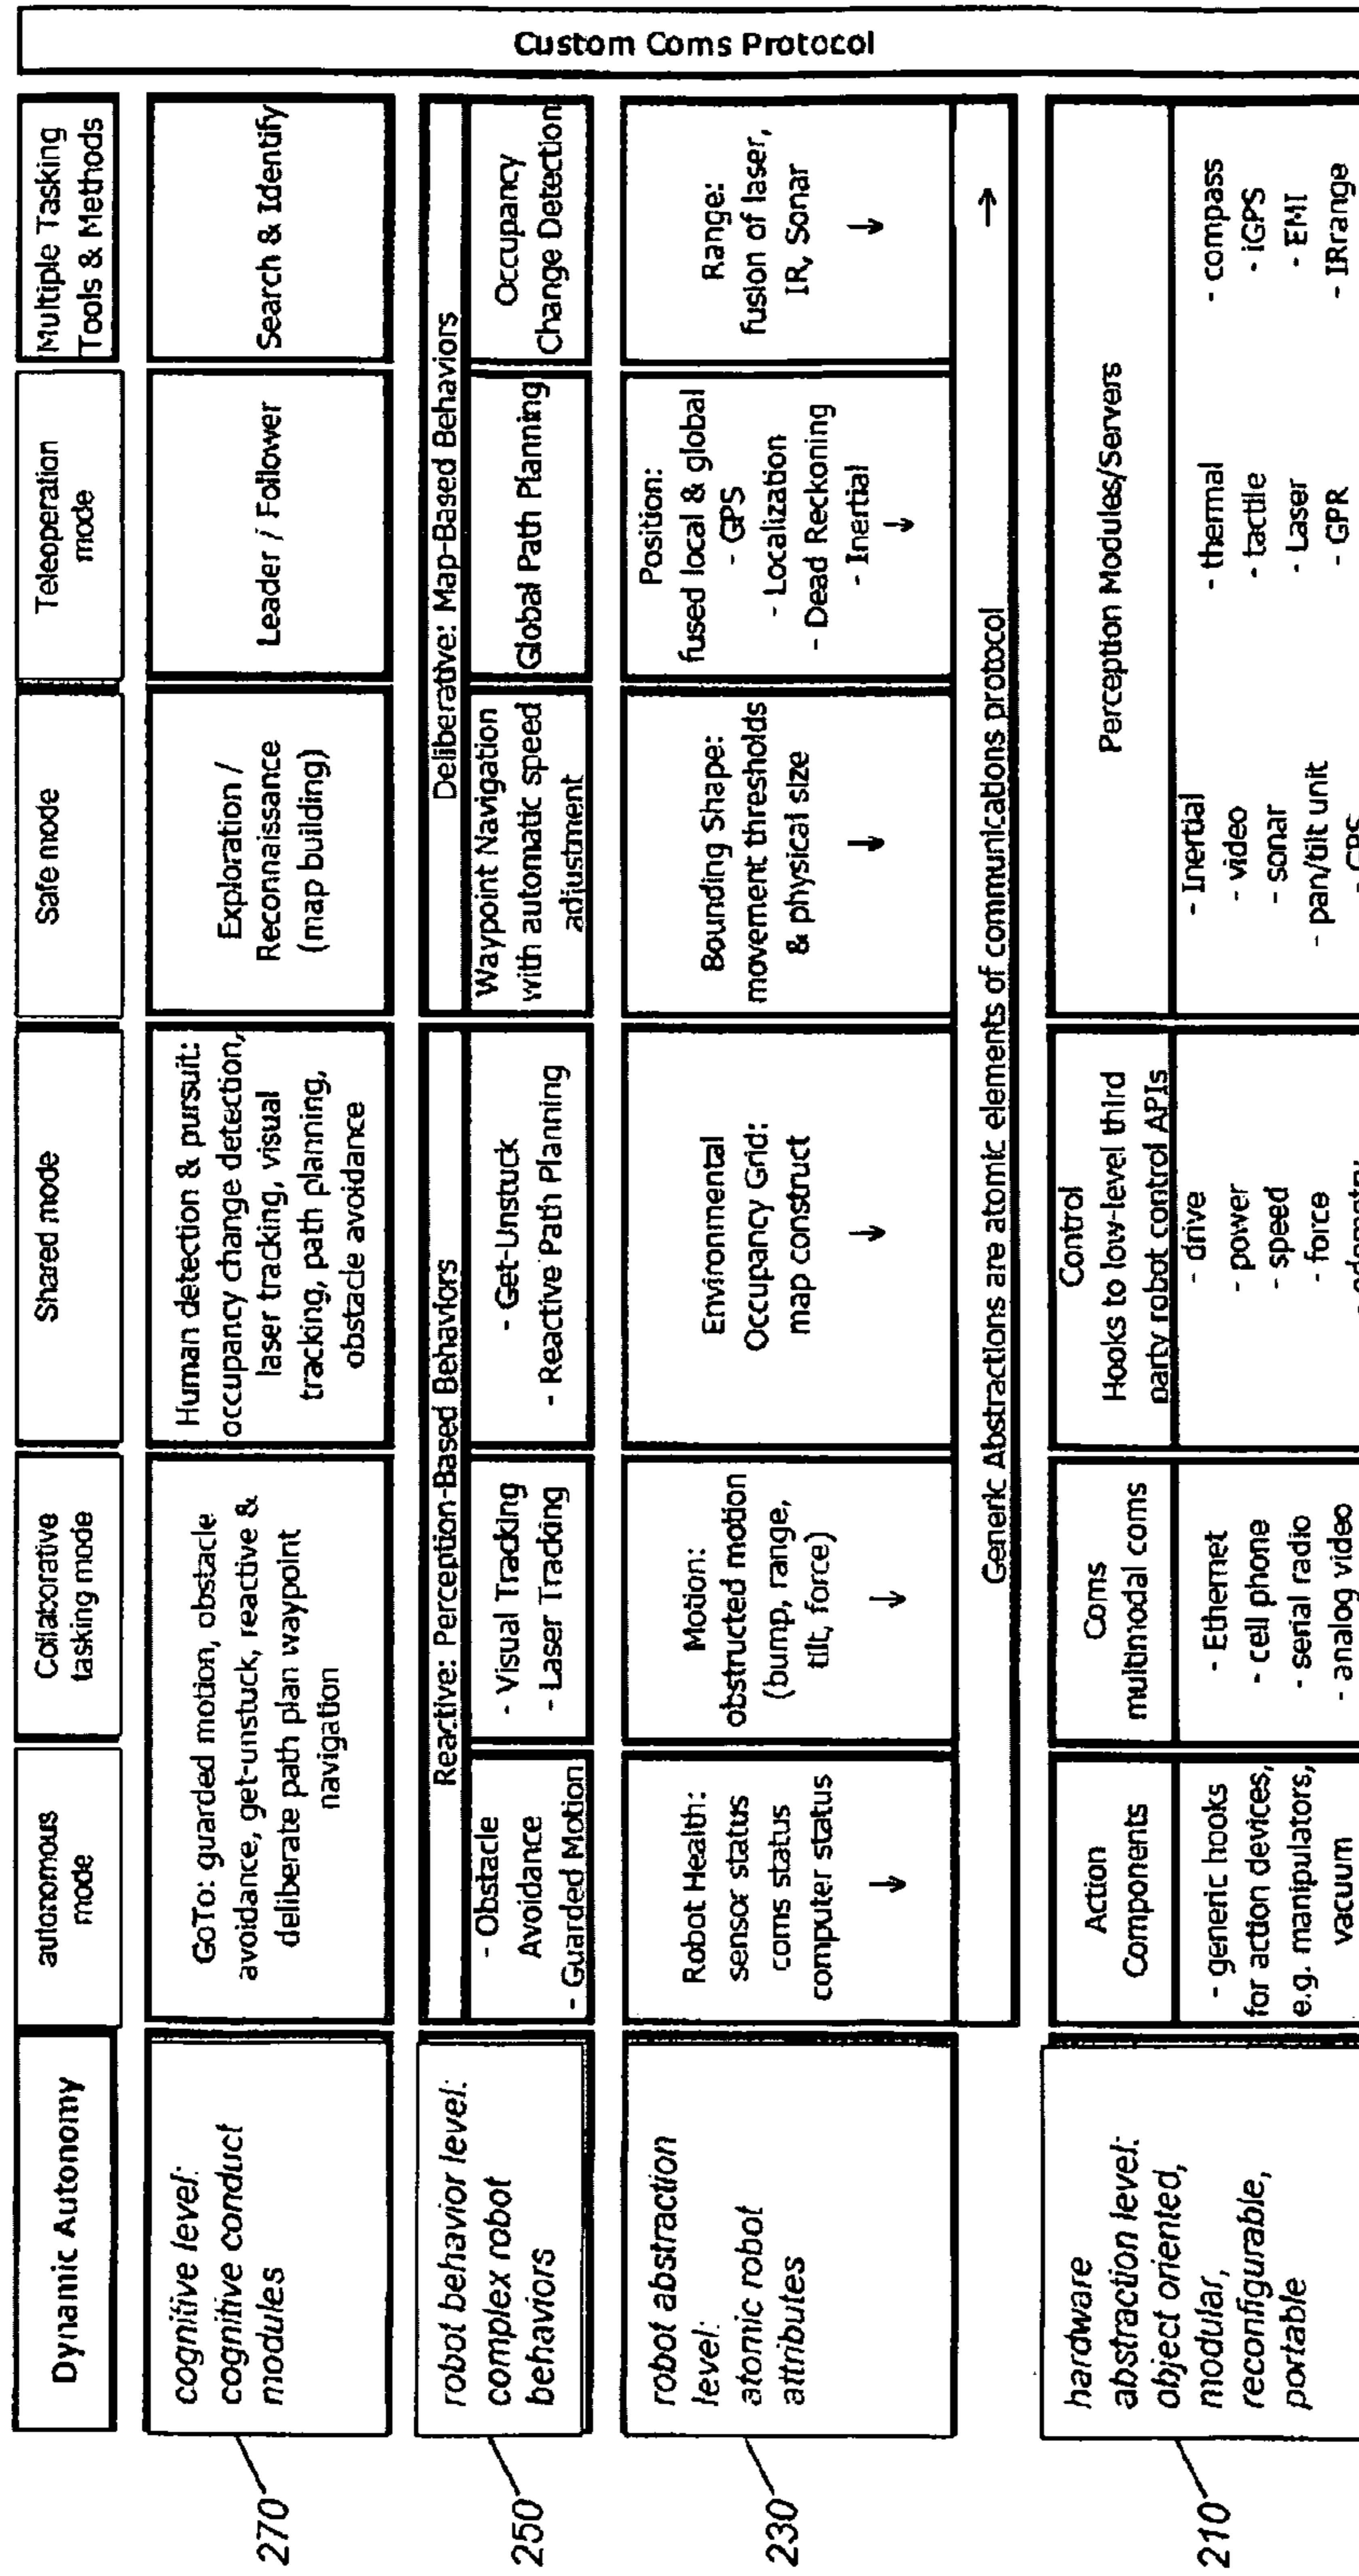 Dynamic Autonomy
autonomous
mode
Collaborative
tasking mode
Shared mode
Safe mode
Teleoperation
mode
Multiple Tasking
Tools & Methods
Custom Coms Protocol
270
cognitive level:
cognitive conduct
modules
GoTo: guarded motion, obstacle
avoidance, get-unstuck, reactive &
deliberate path plan waypoint
navigation
Human detection & pursuit:
occupancy change detection,
laser tracking, visual
tracking, path planning,
obstacle avoidance
Exploration /
Reconnaissance
(map building)
Leader / Follower
Search & Identify
250
robot behavior level:
complex robot
behaviors
Reactive: Perception-Based Behaviors
- Obstacle
Avoidance
- Guarded Motion
- Visual Tracking
- Laser Tracking
- Get-Unstuck
- Reactive Path Planning
Deliberative: Map-Based Behaviors
Waypoint Navigation
with automatic speed
adjustment
Global Path Planning
Occupancy
Change Detection
230
robot abstraction
level:
atomic robot
attributes
Robot Health:
sensor status
coms status
computer status
↓
Motion:
obstructed motion
(bump, range,
tilt, force)
↓
Environmental
Occupancy Grid:
map construct
↓
Bounding Shape:
movement thresholds
& physical size
↓
Position:
fused local & global
- GPS
- Localization
- Dead Reckoning
- Inertial
↓
Range:
fusion of laser,
IR, Sonar
↓
Generic Abstractions are atomic elements of communications protocol →
210
hardware
abstraction level:
object oriented,
modular,
reconfigurable,
portable
Action
Components
- generic hooks
for action devices,
e.g. manipulators,
vacuum
Coms
multimodal coms
- Ethernet
- cell phone
- serial radio
- analog video
Control
Hooks to low-level third
party robot control APIs
- drive
- power
- speed
- force
Perception Modules/Servers
- Inertial
- video
- sonar
- pan/tilt unit
- thermal
- tactile
- Laser
- GPR
- compass
- iGPS
- EMI
- IRrange